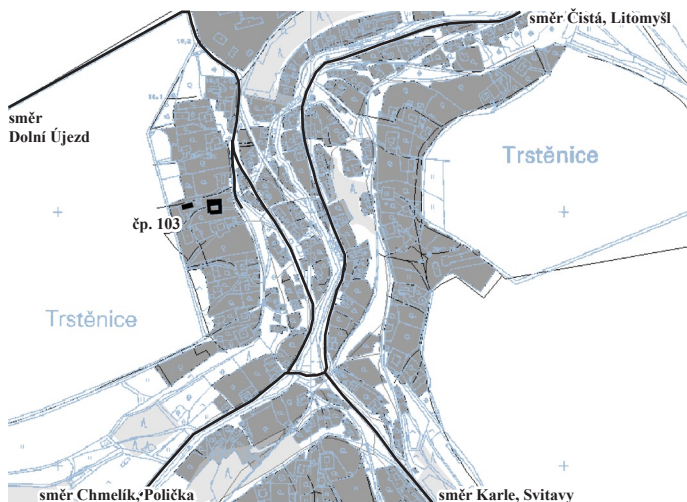 směr Čistá, Litomyšl
směr
Dolní Újezd
Trstěnice
čp. 103
Trstěnice
směr Chmelík, Polička
směr Karle, Svitavy